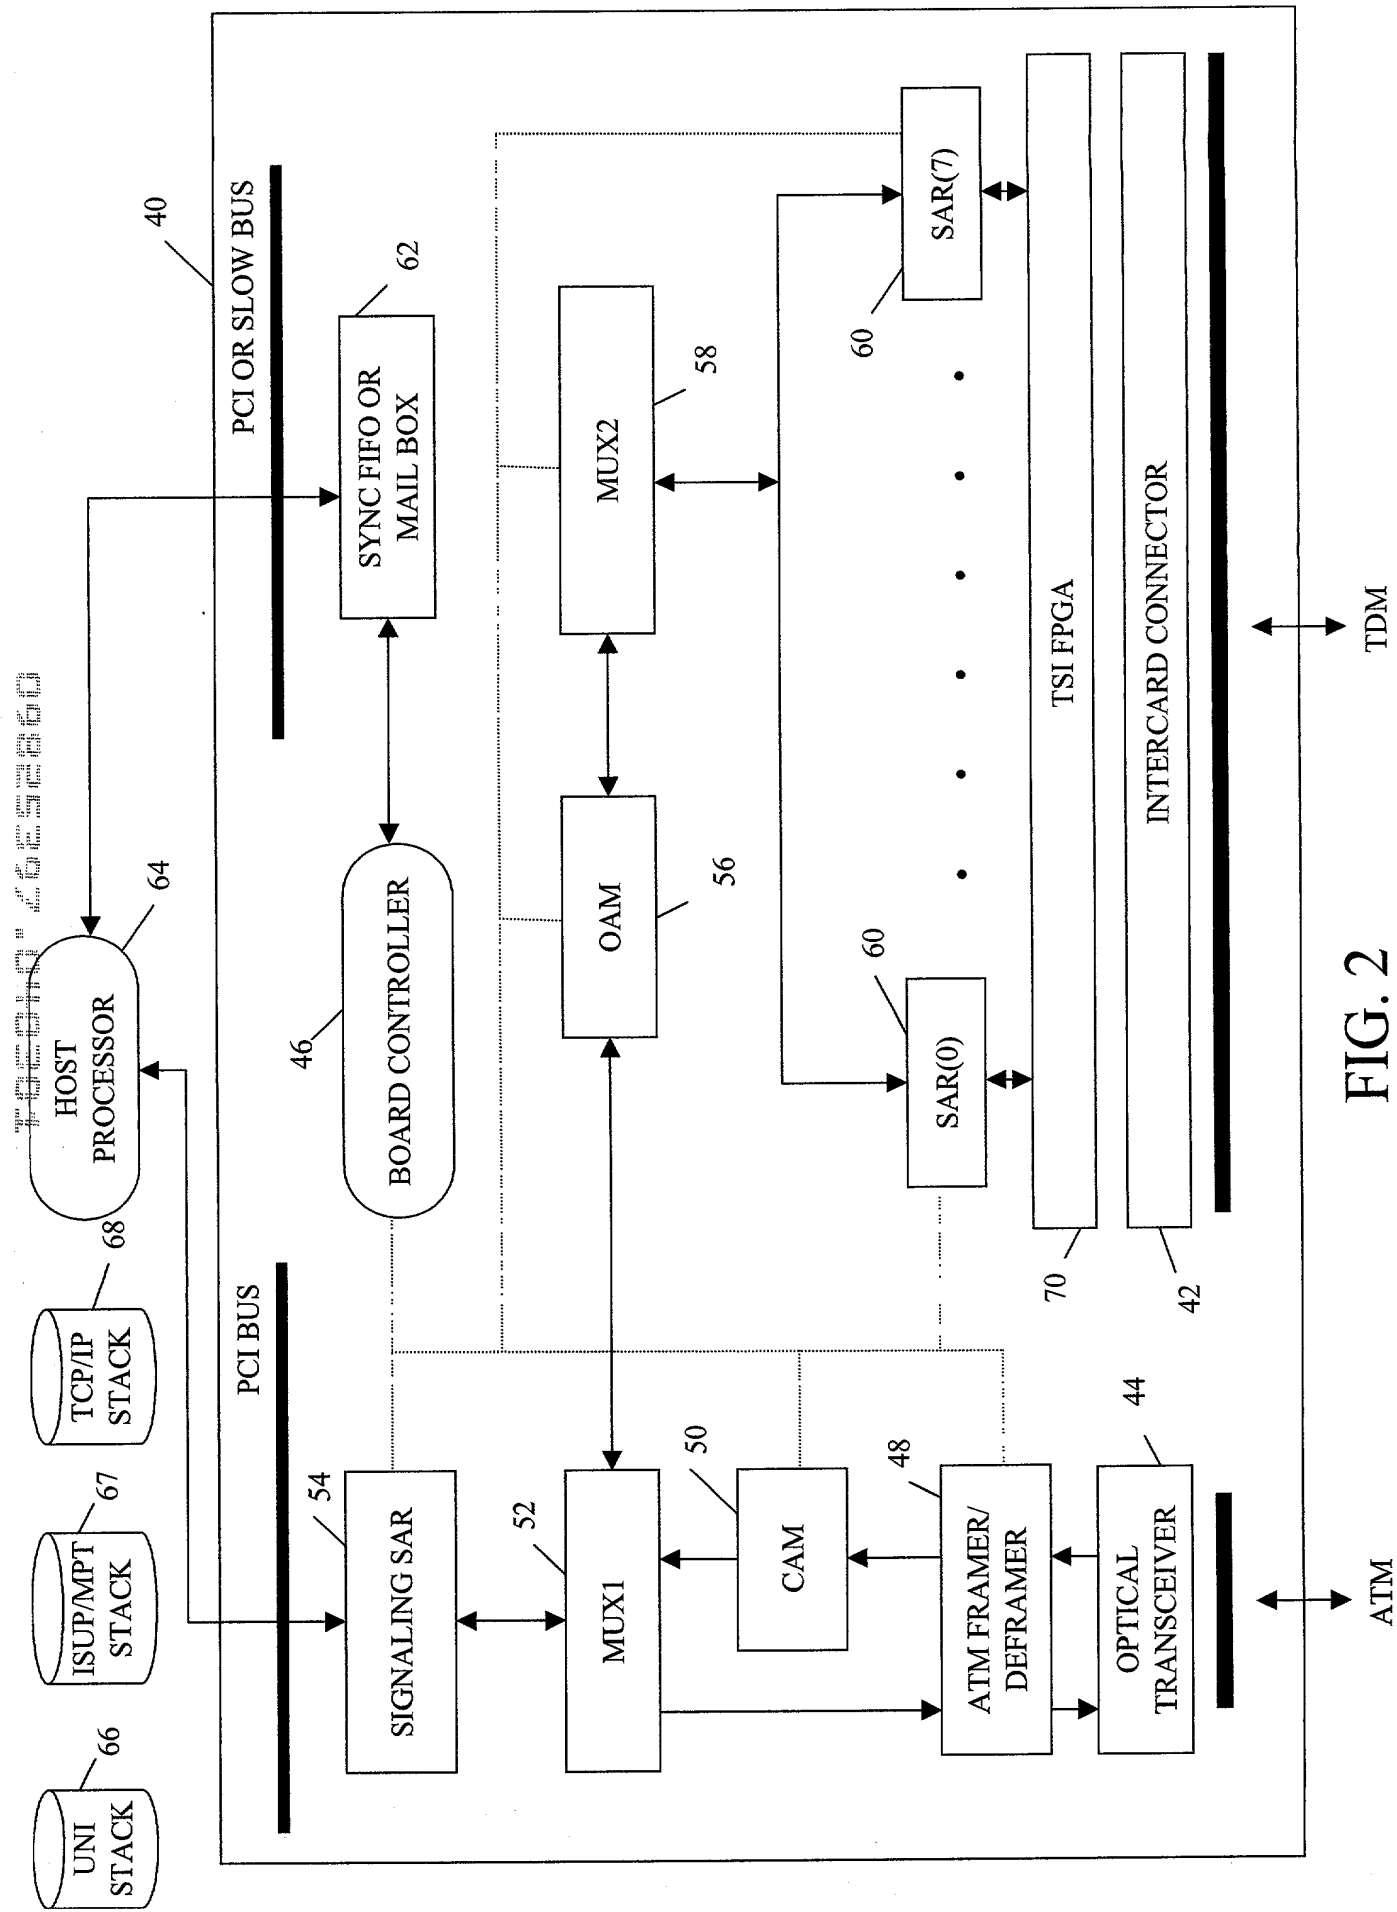 UNI
STACK
66
ISUP/MPT
STACK
67
TCP/IP
STACK
68
HOST
PROCESSOR
64
40
PCI BUS
PCI OR SLOW BUS
SIGNALING SAR
54
BOARD CONTROLLER
46
SYNC FIFO OR
MAIL BOX
62
MUX1
52
OAM
56
MUX2
58
CAM
50
ATM FRAMER/
DEFRAMER
48
SAR(0)
60
SAR(7)
60
OPTICAL
TRANSCEIVER
44
TSI FPGA
70
INTERCARD CONNECTOR
42
ATM
TDM
FIG. 2